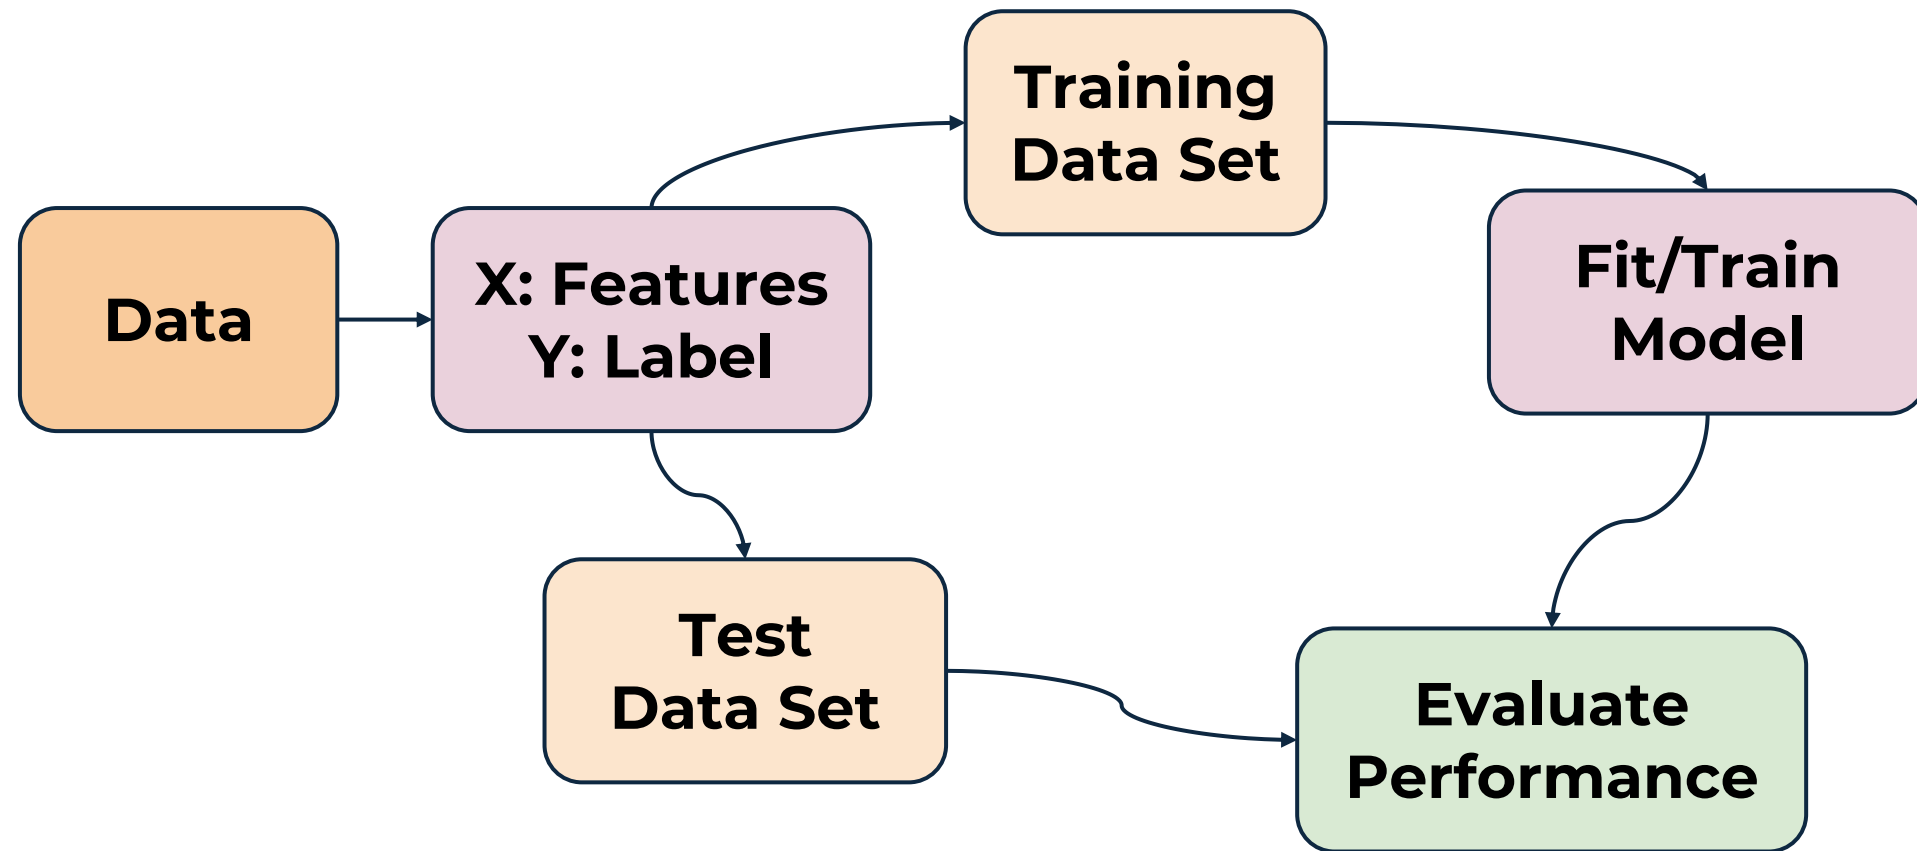 Data
X: Features
Y: Label
Training
Data Set
Fit/Train
Model
Test
Data Set
Evaluate
Performance